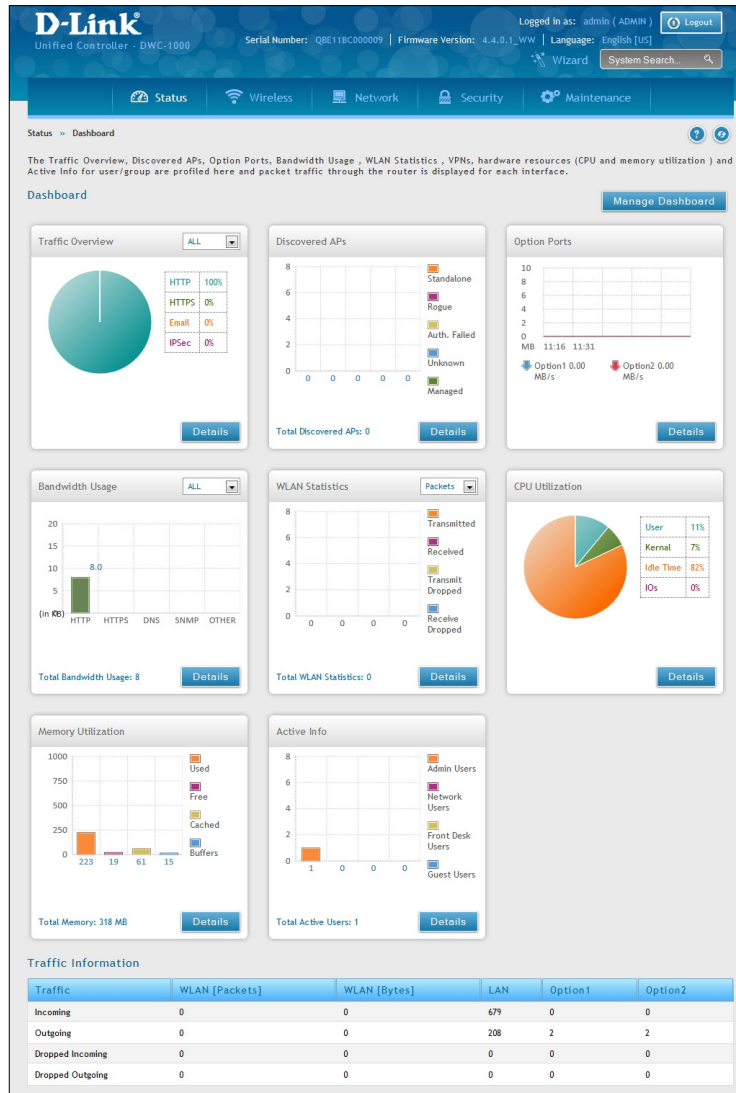 D-Link®
Unified Controller - DWC-1000
Logged in as: admin ( ADMIN ) Logout
Serial Number: QBE11BC000009 | Firmware Version: 4.4.0.1_WW | Language: English [US]
Wizard System Search...
Status Wireless Network Security Maintenance
Status » Dashboard
The Traffic Overview, Discovered APs, Option Ports, Bandwidth Usage , WLAN Statistics , VPNs, hardware resources (CPU and memory utilization ) and
Active Info for user/group are profiled here and packet traffic through the router is displayed for each interface.
Dashboard
Manage Dashboard
Traffic Overview ALL
HTTP 100%
HTTPS 0%
Email 0%
IPSec 0%
Details
Discovered APs
8
6
4
2
0
0 0 0 0 0
Standalone
Rogue
Auth. Failed
Unknown
Managed
Total Discovered APs: 0 Details
Option Ports
10
8
6
4
2
0
MB 11:16 11:31
Option1 0.00 MB/s
Option2 0.00 MB/s
Details
Bandwidth Usage ALL
20
15
10
5
0
(in KB)
8.0
HTTP HTTPS DNS SNMP OTHER
Total Bandwidth Usage: 8 Details
WLAN Statistics Packets
8
6
4
2
0
0 0 0 0
Transmitted
Received
Transmit Dropped
Receive Dropped
Total WLAN Statistics: 0 Details
CPU Utilization
User 11%
Kernal 7%
Idle Time 82%
IOs 0%
Details
Memory Utilization
1000
750
500
250
0
223 19 61 15
Used
Free
Cached
Buffers
Total Memory: 318 MB Details
Active Info
8
6
4
2
0
1 0 0 0
Admin Users
Network Users
Front Desk Users
Guest Users
Total Active Users: 1 Details
Traffic Information
Traffic WLAN [Packets] WLAN [Bytes] LAN Option1 Option2
Incoming 0 0 679 0 0
Outgoing 0 0 208 2 2
Dropped Incoming 0 0 0 0 0
Dropped Outgoing 0 0 0 0 0